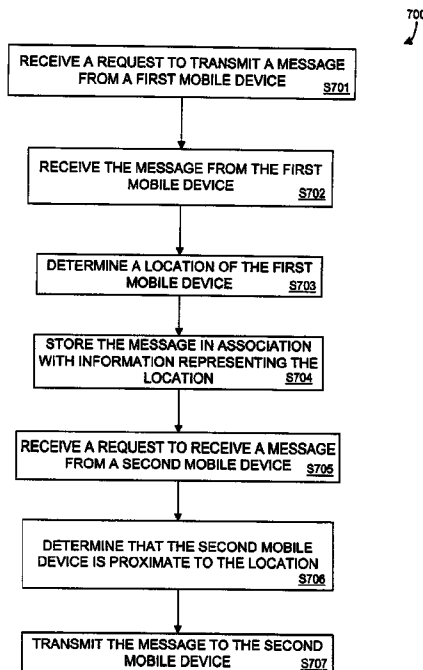 700
RECEIVE A REQUEST TO TRANSMIT A MESSAGE
FROM A FIRST MOBILE DEVICE S701
RECEIVE THE MESSAGE FROM THE FIRST
MOBILE DEVICE S702
DETERMINE A LOCATION OF THE FIRST
MOBILE DEVICE S703
STORE THE MESSAGE IN ASSOCIATION
WITH INFORMATION REPRESENTING THE
LOCATION S704
RECEIVE A REQUEST TO RECEIVE A MESSAGE
FROM A SECOND MOBILE DEVICE S705
DETERMINE THAT THE SECOND MOBILE
DEVICE IS PROXIMATE TO THE LOCATION
S706
TRANSMIT THE MESSAGE TO THE SECOND
MOBILE DEVICE S707